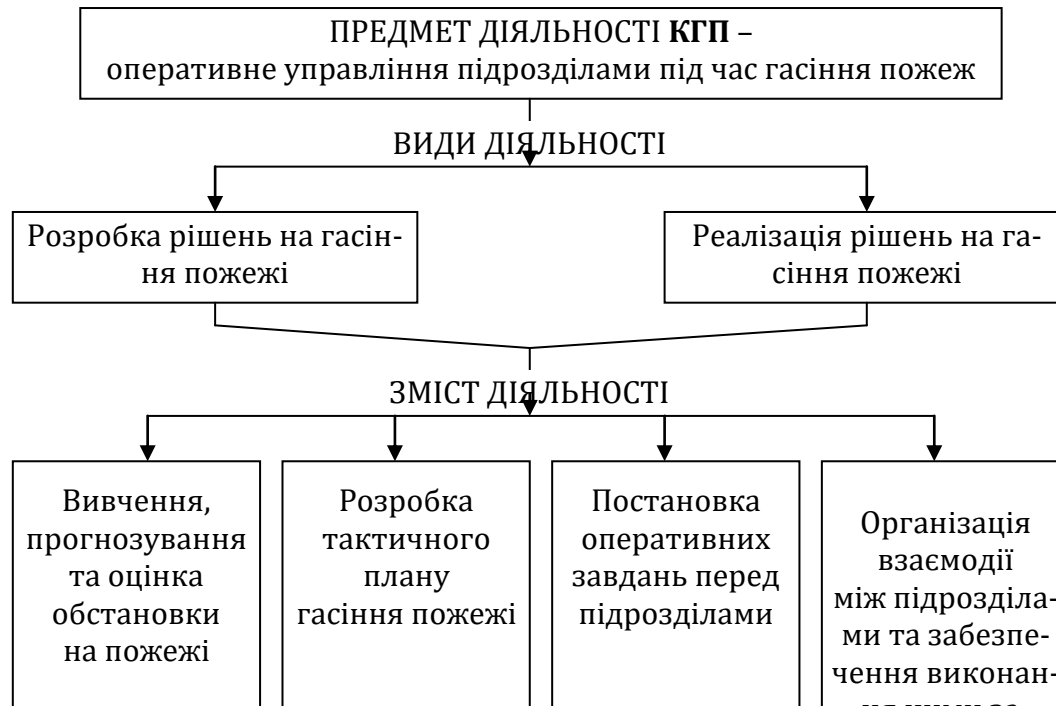 ПРЕДМЕТ ДІЯЛЬНОСТІ КГП –
оперативне управління підрозділами під час гасіння пожеж
ВИДИ ДІЯЛЬНОСТІ
Розробка рішень на гасін-
ня пожежі
Реалізація рішень на га-
сіння пожежі
ЗМІСТ ДІЯЛЬНОСТІ
Вивчення,
прогнозування
та оцінка
обстановки
на пожежі
Розробка
тактичного
плану
гасіння пожежі
Постановка
оперативних
завдань перед
підрозділами
Організація
взаємодії
між підрозділа-
ми та забезпе-
чення виконан-